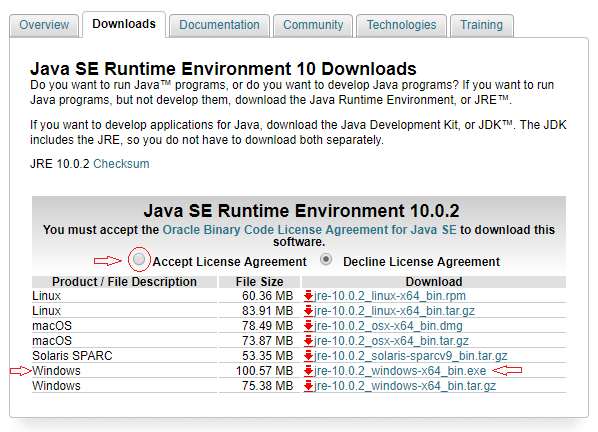 Overview Downloads Documentation Community Technologies Training
Java SE Runtime Environment 10 Downloads
Do you want to run Java™ programs, or do you want to develop Java programs? If you want to run
Java programs, but not develop them, download the Java Runtime Environment, or JRE™.
If you want to develop applications for Java, download the Java Development Kit, or JDK™. The JDK
includes the JRE, so you do not have to download both separately.
JRE 10.0.2 Checksum
Java SE Runtime Environment 10.0.2
You must accept the Oracle Binary Code License Agreement for Java SE to download this
software.
Accept License Agreement Decline License Agreement
Product / File Description File Size Download
Linux 60.36 MB jre-10.0.2_linux-x64_bin.rpm
Linux 83.91 MB jre-10.0.2_linux-x64_bin.tar.gz
macOS 78.49 MB jre-10.0.2_osx-x64_bin.dmg
macOS 73.87 MB jre-10.0.2_osx-x64_bin.tar.gz
Solaris SPARC 53.35 MB jre-10.0.2_solaris-sparcv9_bin.tar.gz
Windows 100.57 MB jre-10.0.2_windows-x64_bin.exe
Windows 75.38 MB jre-10.0.2_windows-x64_bin.tar.gz